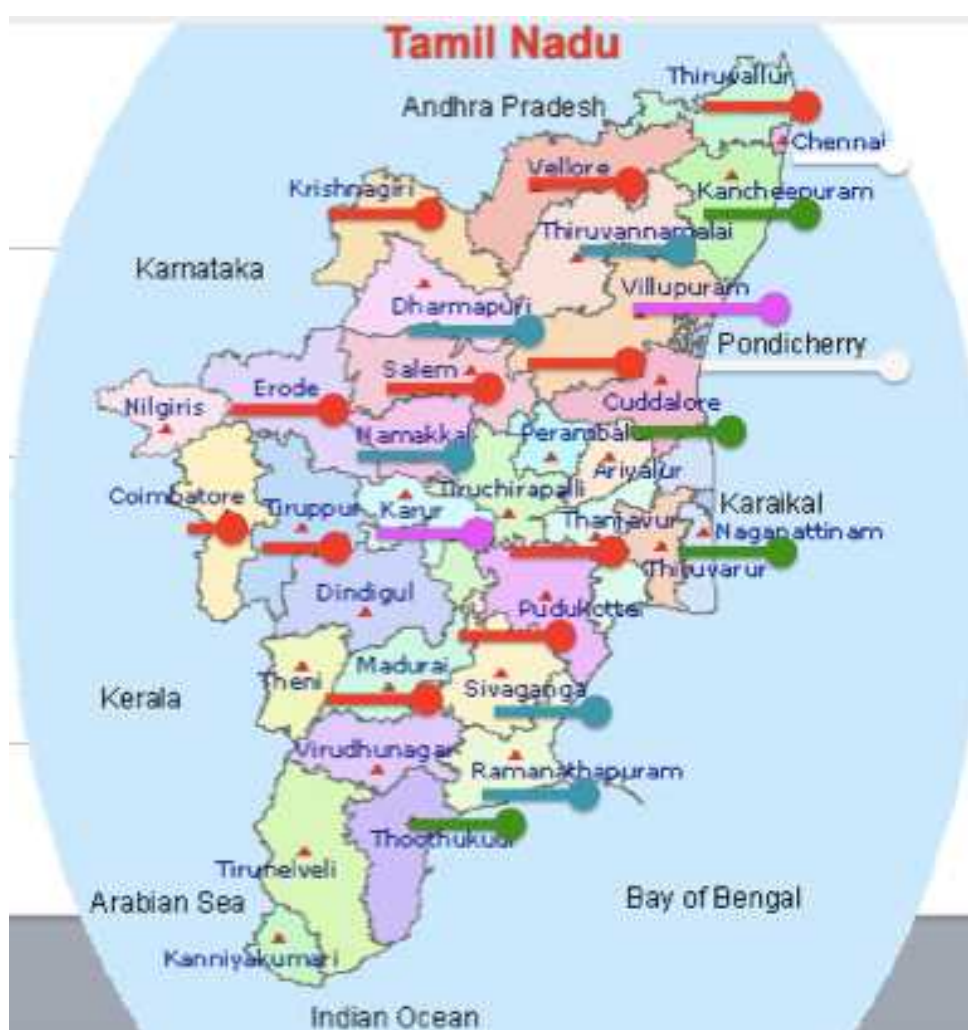 Tamil Nadu
Thiruvallur
Andhra Pradesh
Chennai
Vellore
Krishnagiri
Kancheepuram
Thiruvannamalai
Karnataka
Villupuram
Dharmapuri
Pondicherry
Salem
Erode
Nilgiris
Cuddalore
Namakkal
Perambalu
Ariyalur
Tiruchirapalli
Coimbatore
Tiruppur
Karur
Karaikal
Thanjavur
Nagapattinam
Thiruvarur
Dindigul
Pudukottai
Madurai
Theni
Sivaganga
Kerala
Virudhunagar
Ramanathapuram
Thoothukudi
Tirunelveli
Arabian Sea
Bay of Bengal
Kanniyakumari
Indian Ocean